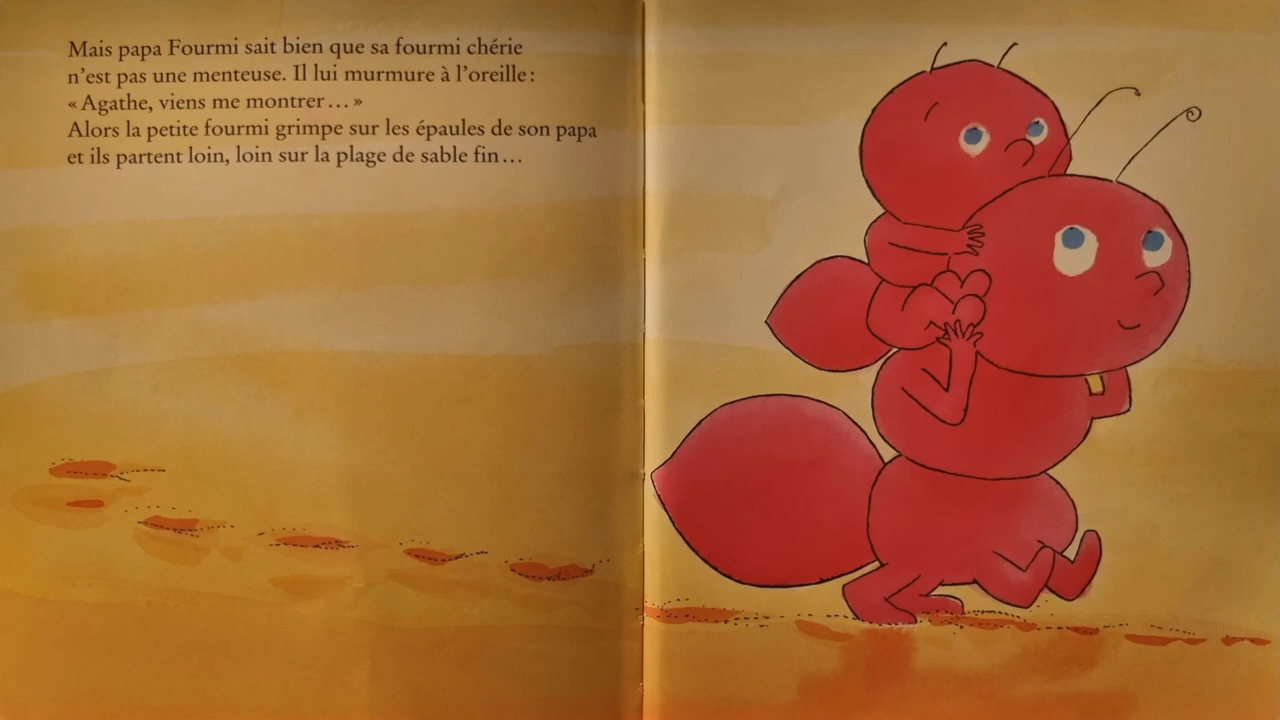 Mais papa Fourmi sait bien que sa fourmi chérie
n'est pas une menteuse. Il lui murmure à l'oreille :
« Agathe, viens me montrer... »
Alors la petite fourmi grimpe sur les épaules de son papa
et ils partent loin, loin sur la plage de sable fin...